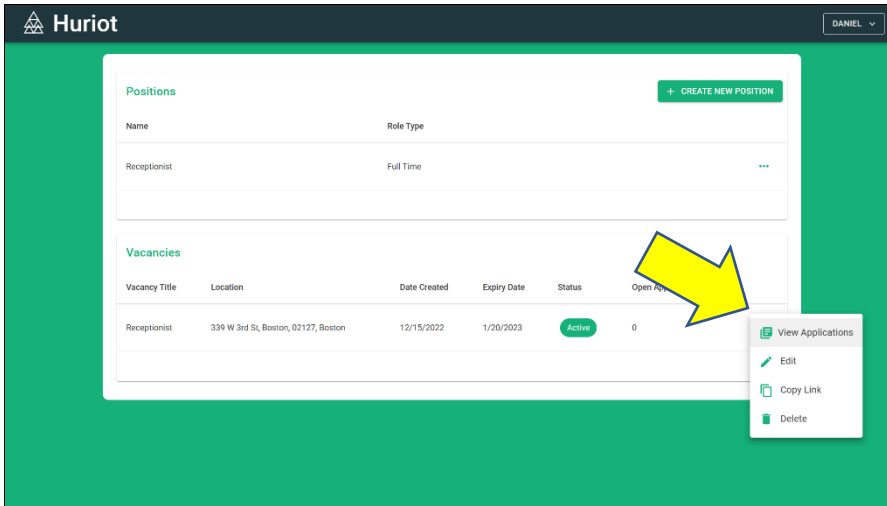 Huriot
DANIEL
Positions
+ CREATE NEW POSITION
Name Role Type
Receptionist Full Time
Vacancies
Vacancy Title Location Date Created Expiry Date Status Open
Receptionist 339 W 3rd St, Boston, 02127, Boston 12/15/2022 1/20/2023 Active 0
View Applications
Edit
Copy Link
Delete